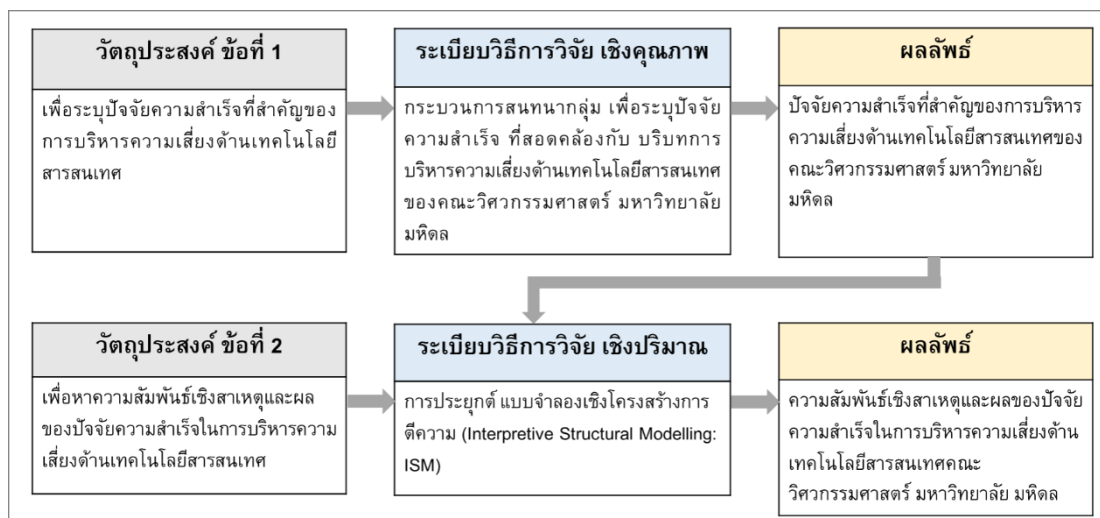 วัตถุประสงค์ ข้อที่ 1
เพื่อระบุปัจจัยความสำเร็จที่สำคัญของ
การบริหารความเสี่ยงด้านเทคโนโลยี
สารสนเทศ
ระเบียบวิธีการวิจัย เชิงคุณภาพ
กระบวนการสนทนากลุ่ม เพื่อระบุปัจจัย
ความสำเร็จ ที่สอดคล้องกับ บริบทการ
บริหารความเสี่ยงด้านเทคโนโลยีสารสนเทศ
ของคณะวิศวกรรมศาสตร์ มหาวิทยาลัย
มหิดล
ผลลัพธ์
ปัจจัยความสำเร็จที่สำคัญของการบริหาร
ความเสี่ยงด้านเทคโนโลยีสารสนเทศของ
คณะวิศวกรรมศาสตร์ มหาวิทยาลัย
มหิดล
วัตถุประสงค์ ข้อที่ 2
เพื่อหาความสัมพันธ์เชิงสาเหตุและผล
ของปัจจัยความสำเร็จในการบริหารความ
เสี่ยงด้านเทคโนโลยีสารสนเทศ
ระเบียบวิธีการวิจัย เชิงปริมาณ
การประยุกต์ แบบจำลองเชิงโครงสร้างการ
ตีความ (Interpretive Structural Modelling:
ISM)
ผลลัพธ์
ความสัมพันธ์เชิงสาเหตุและผลของปัจจัย
ความสำเร็จในการบริหารความเสี่ยงด้าน
เทคโนโลยีสารสนเทศคณะ
วิศวกรรมศาสตร์ มหาวิทยาลัย มหิดล